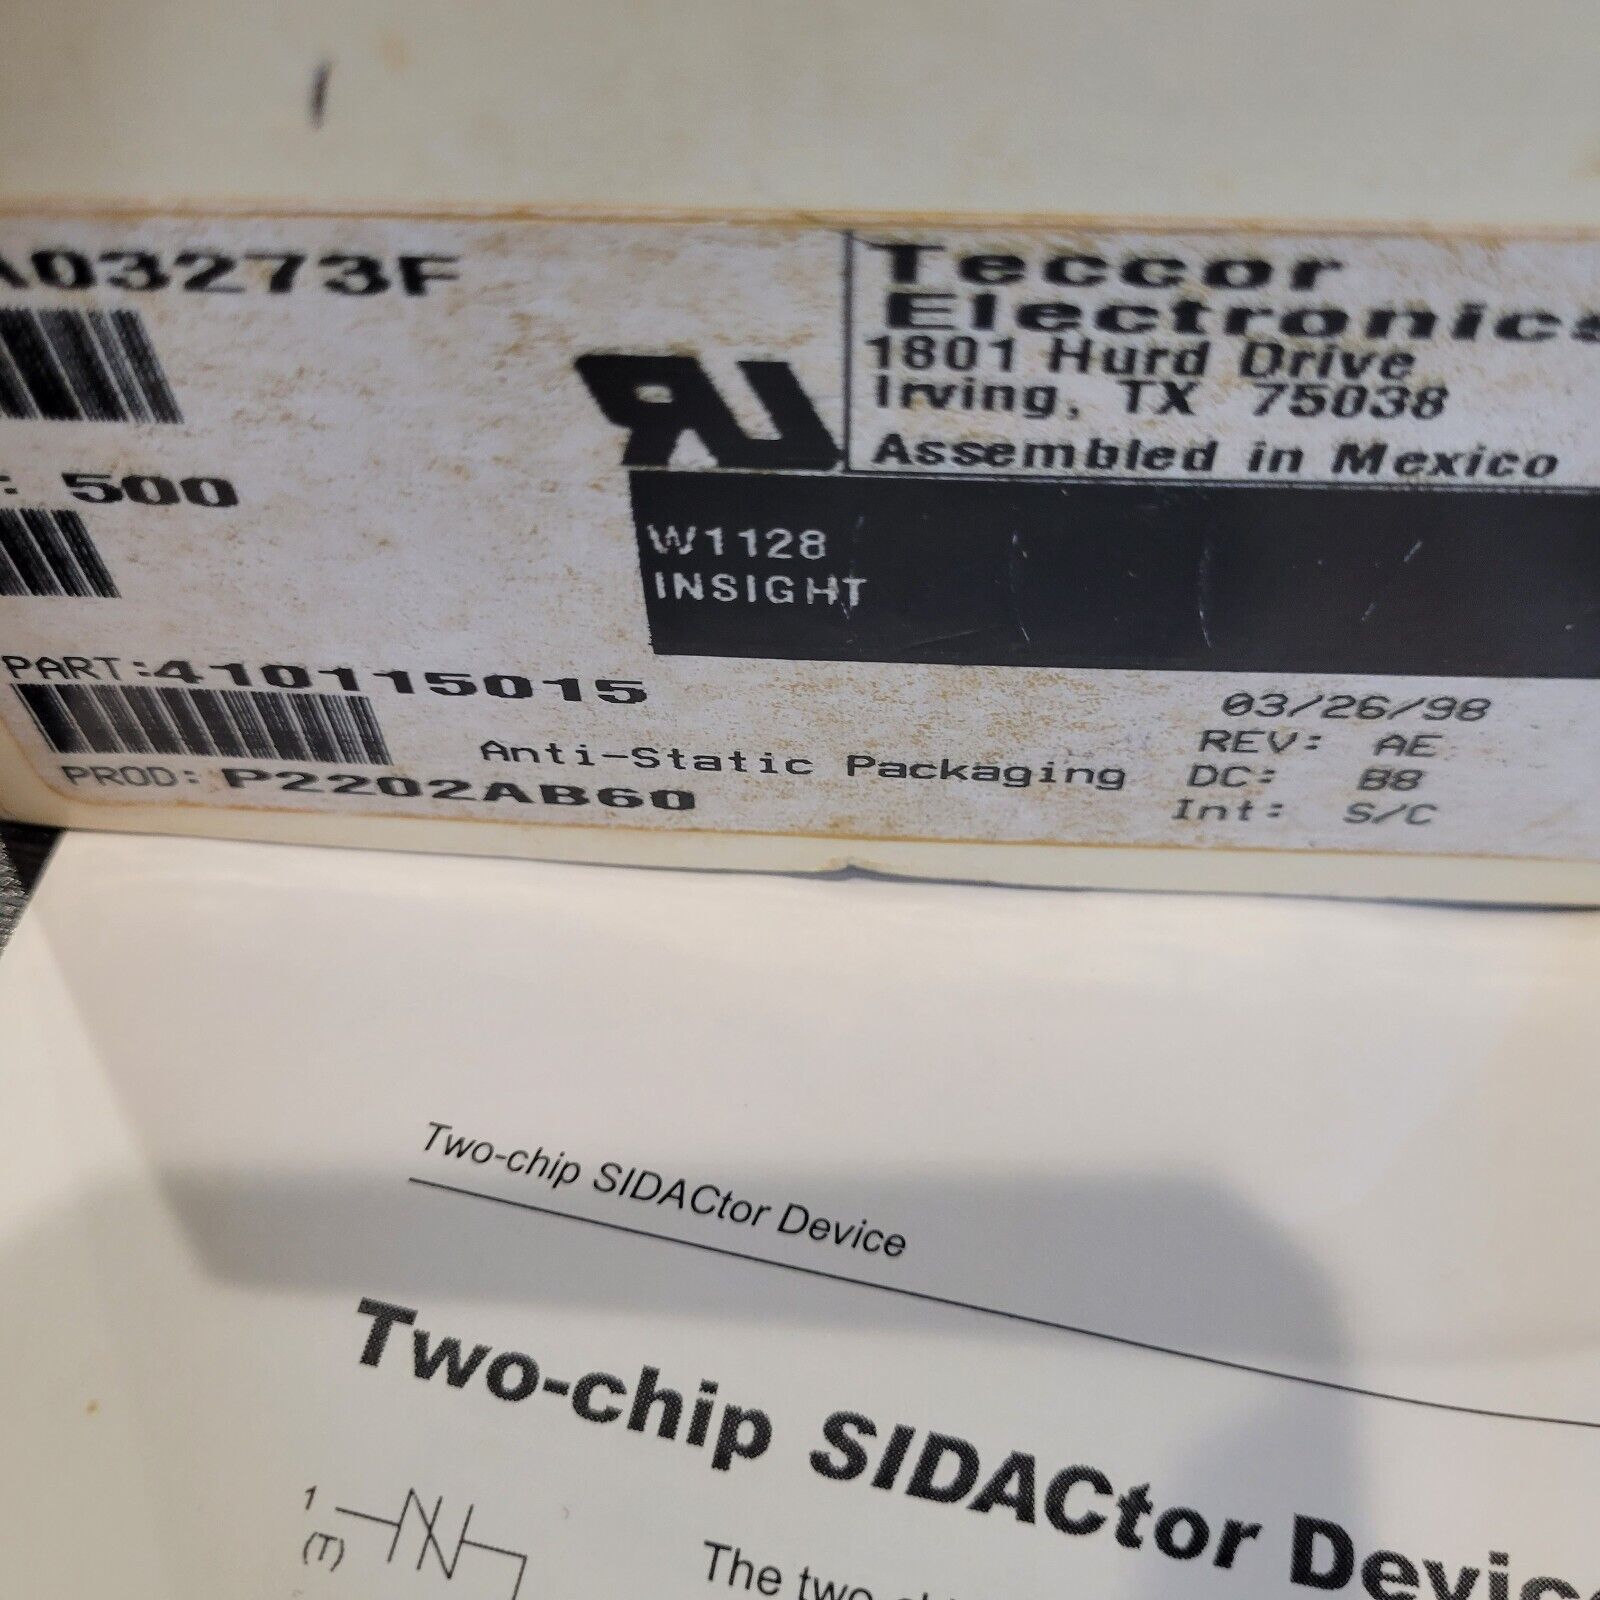 A03273F
: 500
PART:410115015
PROD: P2202AB60
Anti-Static Packaging
Teccor
Electronics
1801 Hurd Drive
Irving, TX 75038
Assembled in Mexico
W1128
INSIGHT
03/26/98
REV: AE
DC: B8
Int: S/C
Two-chip SIDACtor Device
Two-chip SIDACtor Device
1
(T)
The